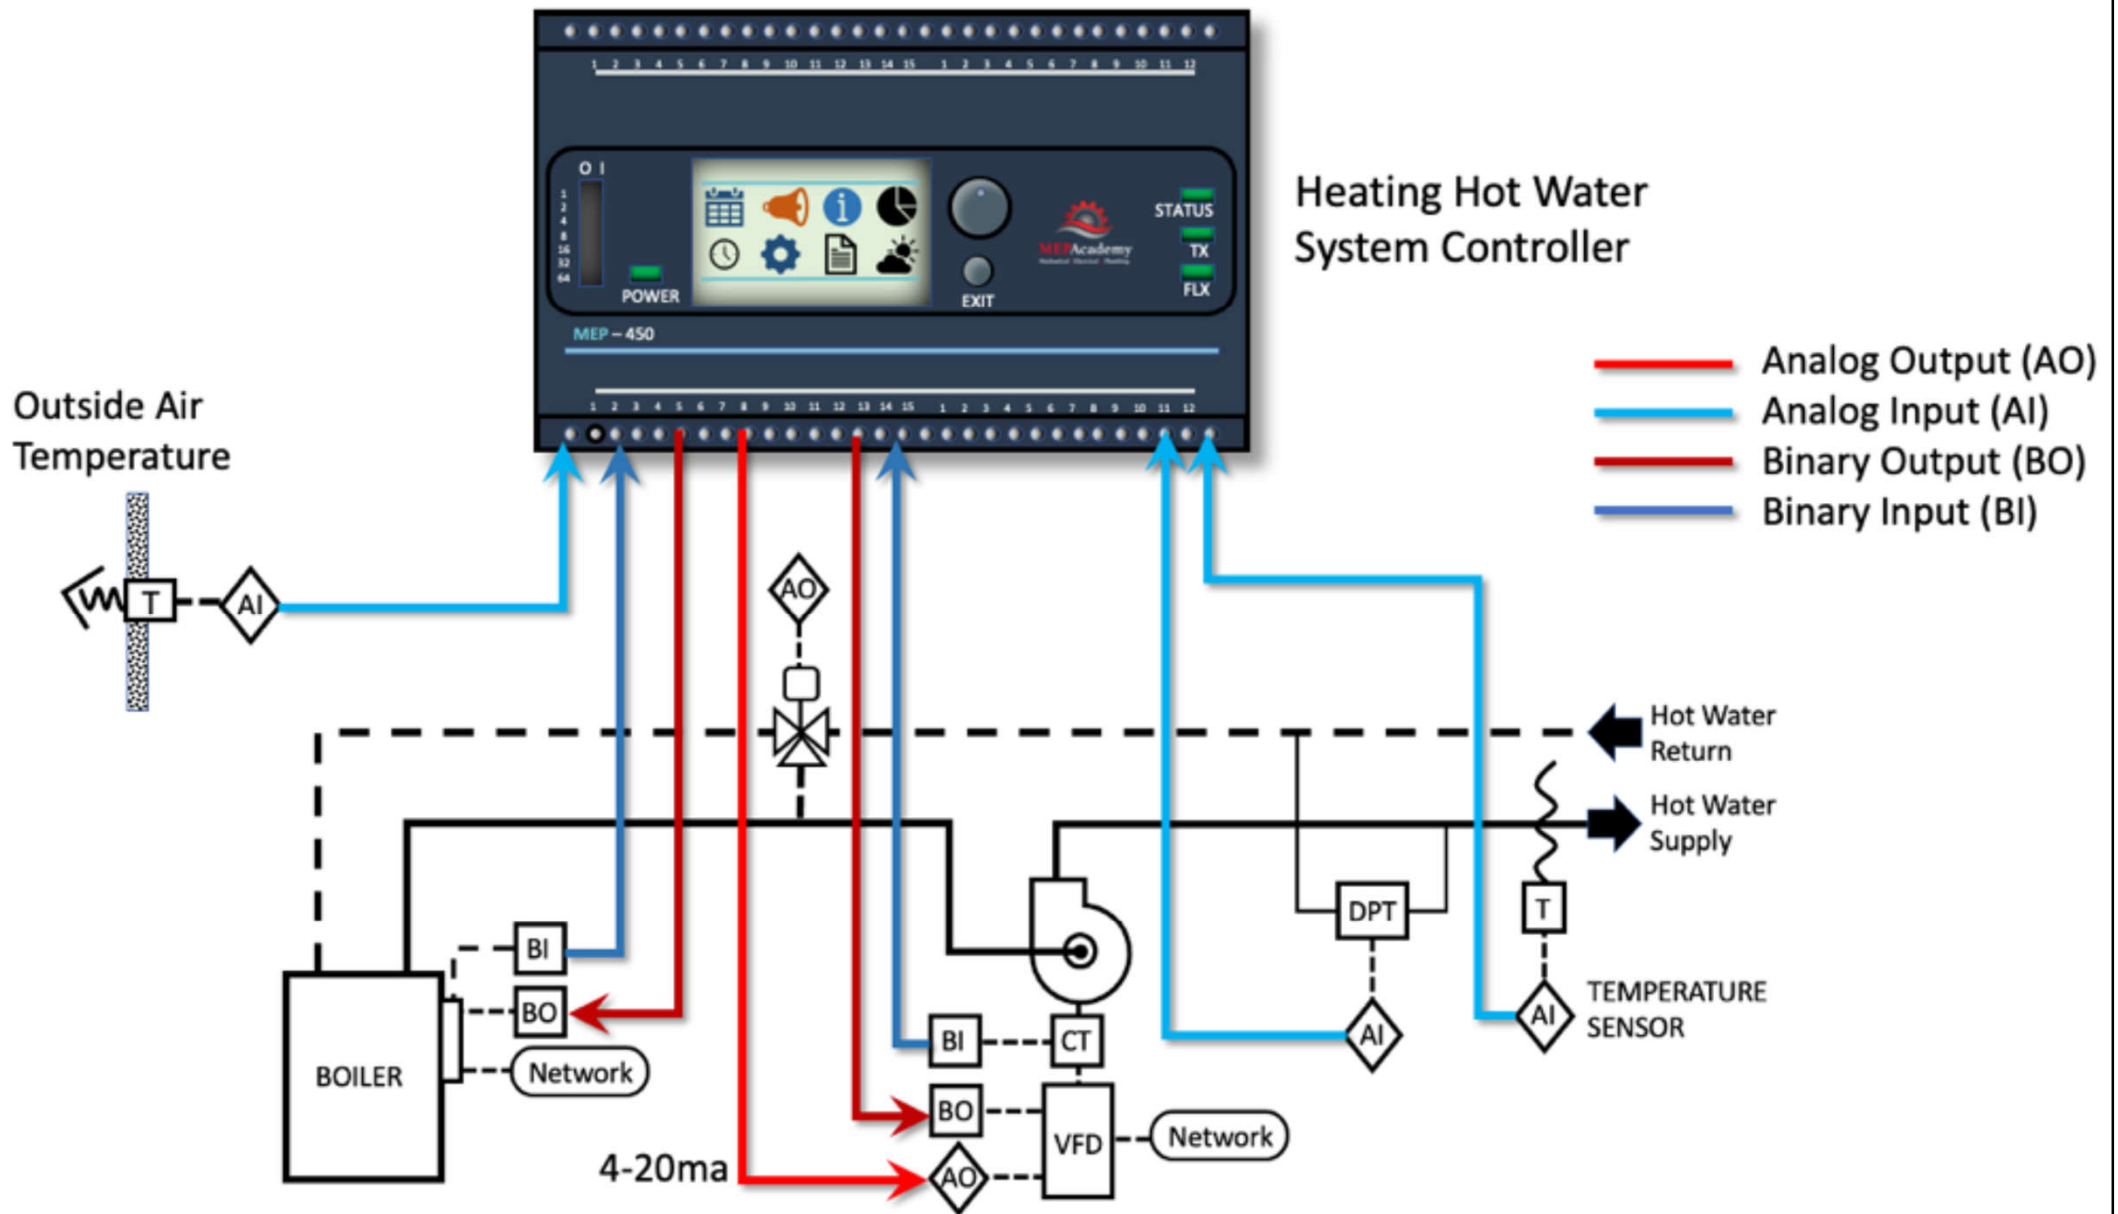 1 2 3 4 5 6 7 8 9 10 11 12 13 14 15 1 2 3 4 5 6 7 8 9 10 11 12
O I
1
2
4
8
16
32
64
POWER
i
EXIT
MEPAcademy
STATUS
TX
FLX
MEP – 450
1 2 3 4 5 6 7 8 9 10 11 12 13 14 15 1 2 3 4 5 6 7 8 9 10 11 12
Heating Hot Water
System Controller
Analog Output (AO)
Analog Input (AI)
Binary Output (BO)
Binary Input (BI)
Outside Air
Temperature
T
AI
AO
Hot Water
Return
Hot Water
Supply
BI
BO
Network
BOILER
DPT
T
AI
AI
TEMPERATURE
SENSOR
BI
CT
BO
VFD
Network
4-20ma
AO